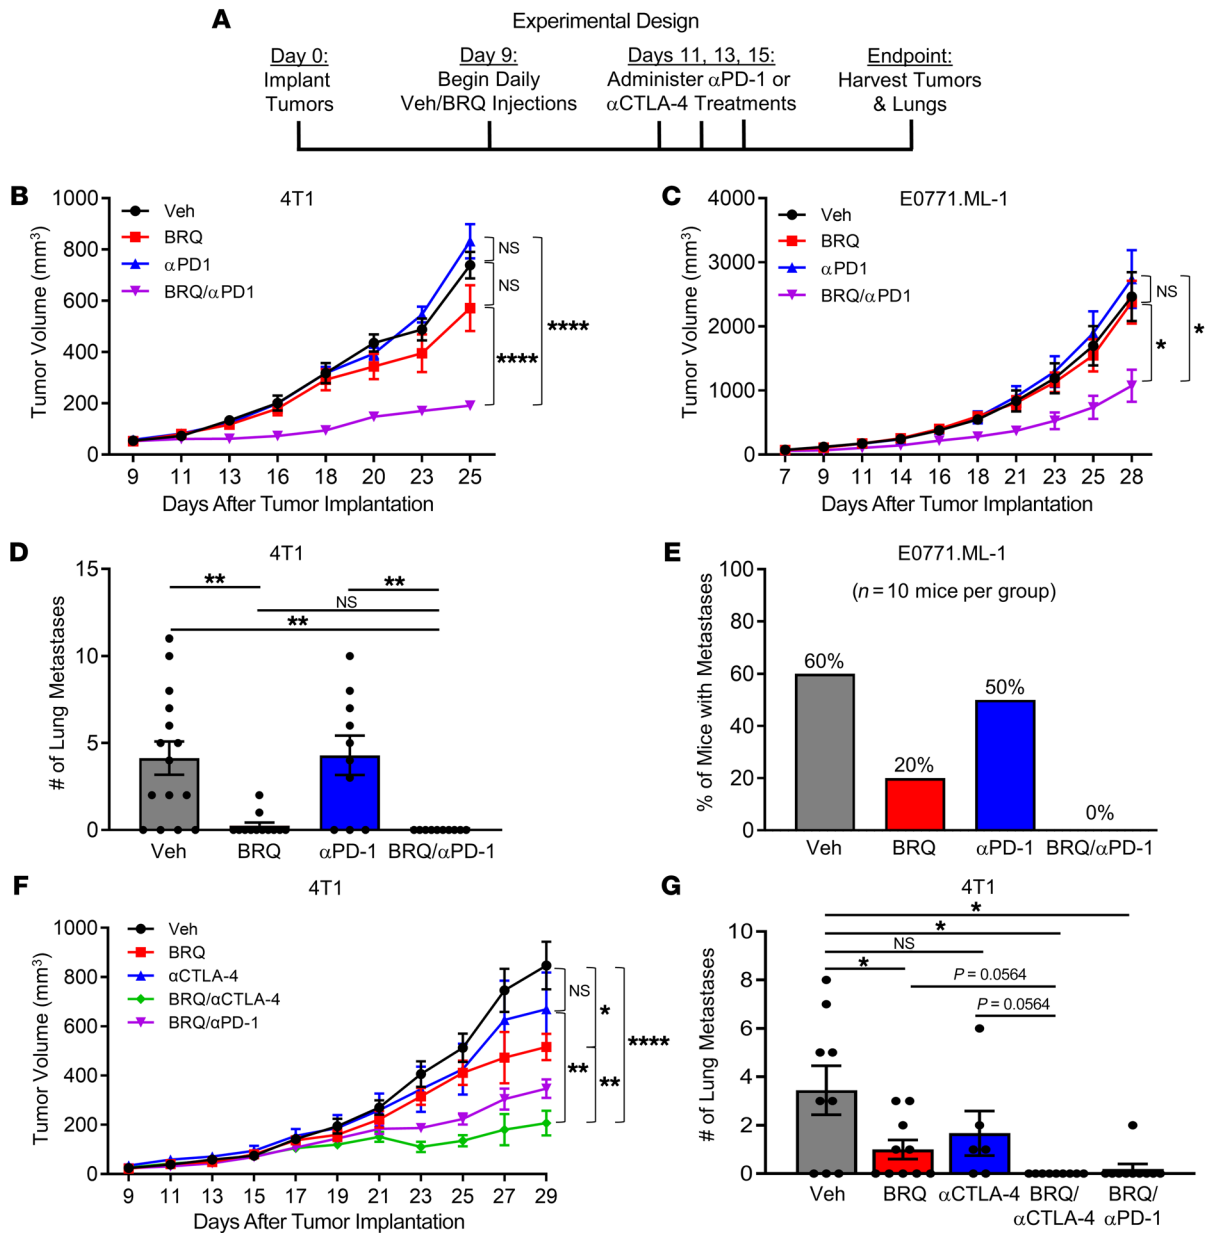 A
Experimental Design
Day 0:
Implant
Tumors
Day 9:
Begin Daily
Veh/BRQ Injections
Days 11, 13, 15:
Administer αPD-1 or
αCTLA-4 Treatments
Endpoint:
Harvest Tumors
& Lungs
B
4T1
Tumor Volume (mm³)
1000
800
600
400
200
0
Veh
BRQ
αPD1
BRQ/αPD1
NS
NS
****
****
9 11 13 16 18 20 23 25
Days After Tumor Implantation
C
E0771.ML-1
Tumor Volume (mm³)
4000
3000
2000
1000
0
Veh
BRQ
αPD1
BRQ/αPD1
NS
*
*
7 9 11 14 16 18 21 23 25 28
Days After Tumor Implantation
D
4T1
# of Lung Metastases
15
10
5
0
**
**
NS
**
Veh BRQ αPD-1 BRQ/αPD-1
E
E0771.ML-1
(n = 10 mice per group)
% of Mice with Metastases
100
80
60
40
20
0
60%
20%
50%
0%
Veh BRQ αPD-1 BRQ/αPD-1
F
4T1
Tumor Volume (mm³)
1000
800
600
400
200
0
Veh
BRQ
αCTLA-4
BRQ/αCTLA-4
BRQ/αPD-1
NS
*
****
**
**
9 11 13 15 17 19 21 23 25 27 29
Days After Tumor Implantation
G
4T1
# of Lung Metastases
10
8
6
4
2
0
*
*
NS
*
P = 0.0564
P = 0.0564
Veh BRQ αCTLA-4 BRQ/ BRQ/
αCTLA-4 αPD-1